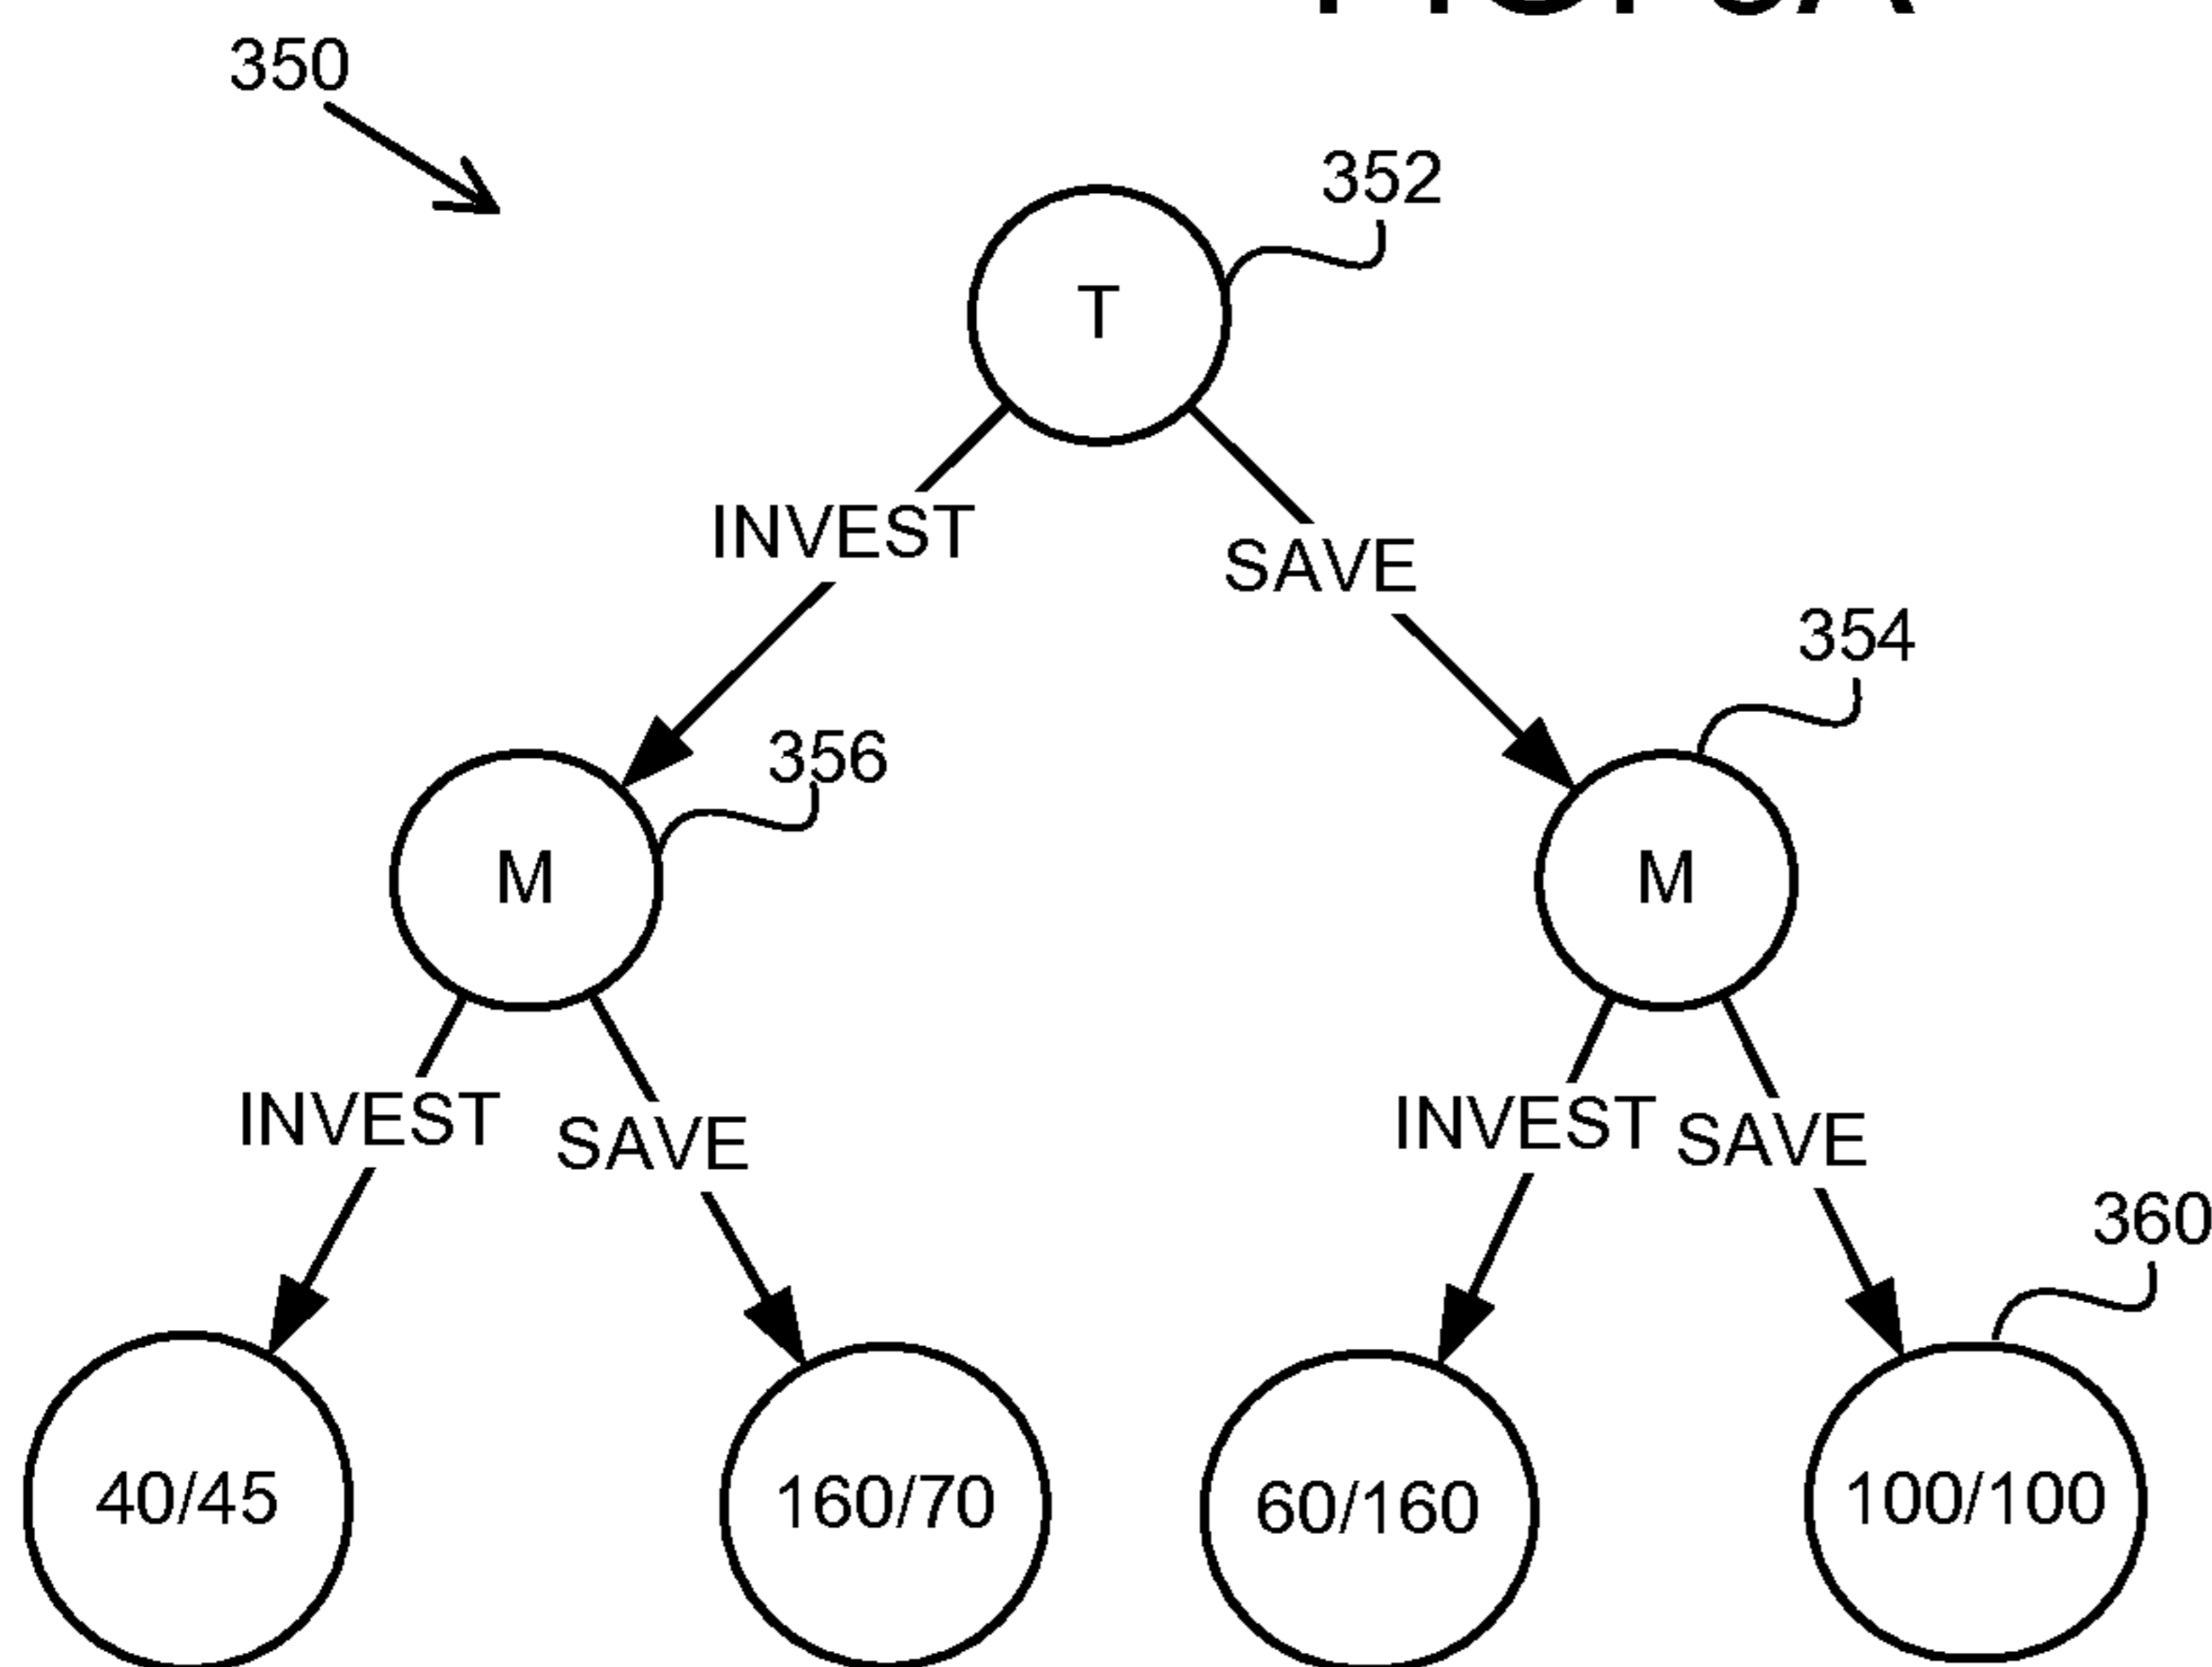 350
352
T
INVEST
SAVE
354
356
M
M
INVEST
SAVE
INVEST
SAVE
360
40/45
160/70
60/160
100/100